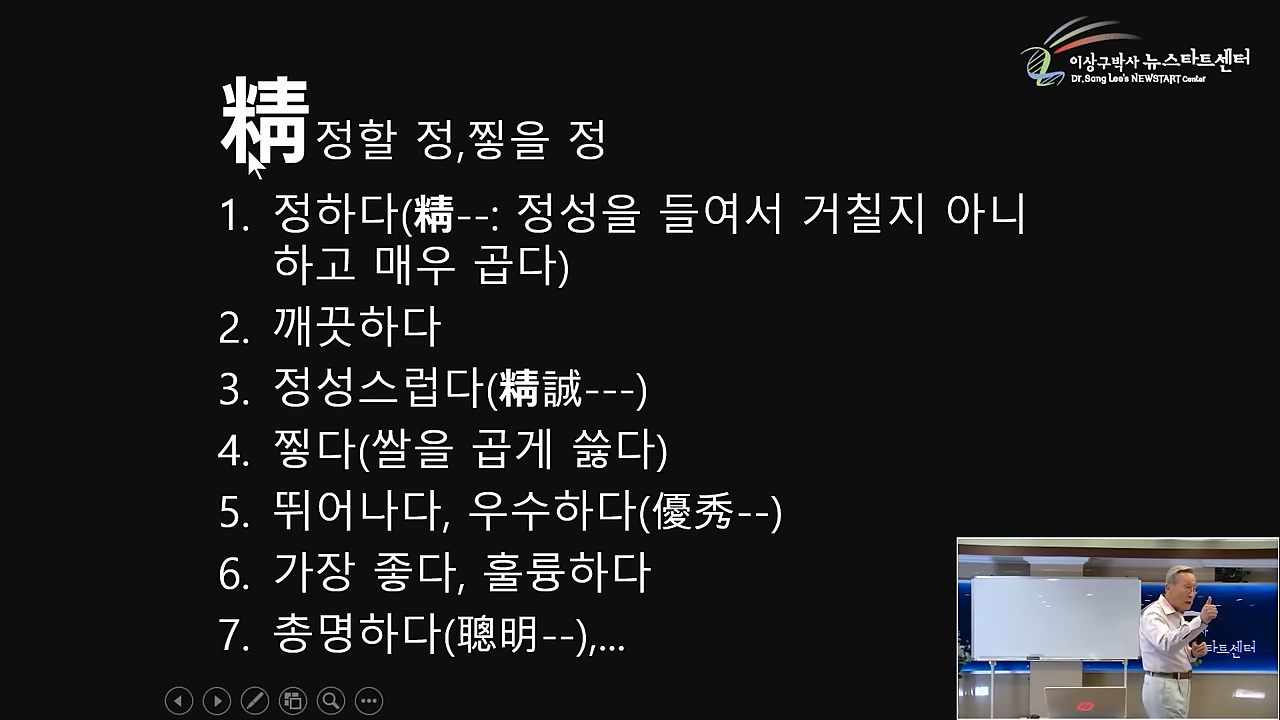 이상구박사 뉴스타트센터
Dr. Sang Lee's NEWSTART Center
精 정할 정,찧을 정
1. 정하다(精--: 정성을 들여서 거칠지 아니
하고 매우 곱다)
2. 깨끗하다
3. 정성스럽다(精誠---)
4. 찧다(쌀을 곱게 쓿다)
5. 뛰어나다, 우수하다(優秀--)
6. 가장 좋다, 훌륭하다
7. 총명하다(聰明--),...
타트센터